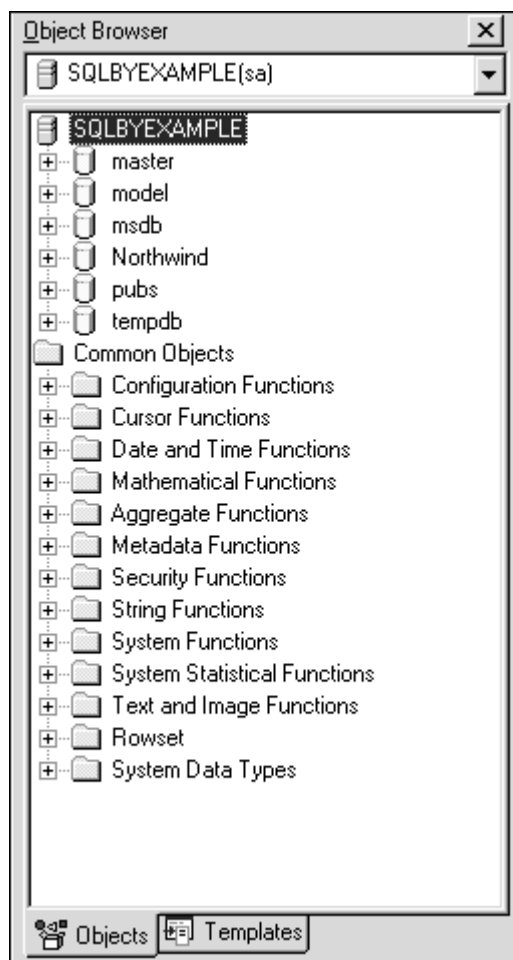 Object Browser
SQLBYEXAMPLE(sa)
SQLBYEXAMPLE
master
model
msdb
Northwind
pubs
tempdb
Common Objects
Configuration Functions
Cursor Functions
Date and Time Functions
Mathematical Functions
Aggregate Functions
Metadata Functions
Security Functions
String Functions
System Functions
System Statistical Functions
Text and Image Functions
Rowset
System Data Types
Objects Templates